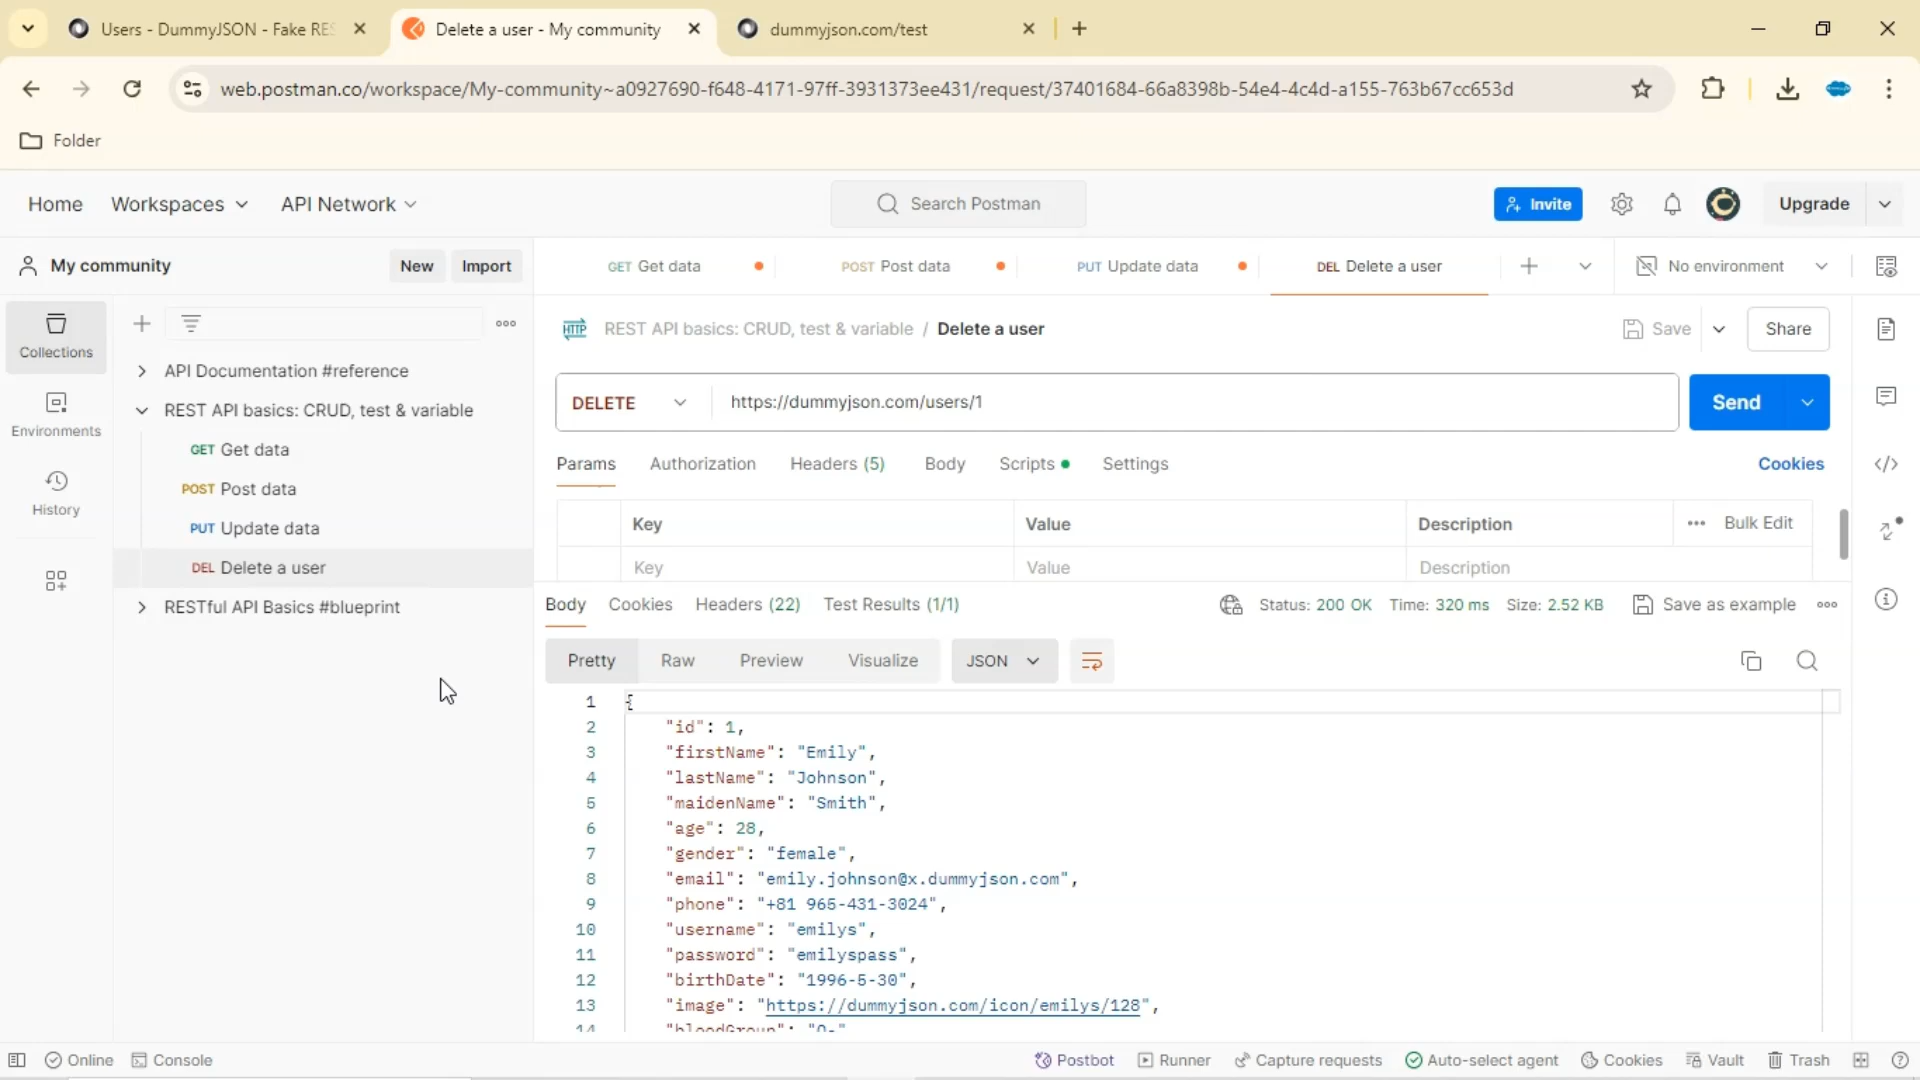 Users - DummyJSON - Fake RES
Delete a user - My community
dummyjson.com/test
web.postman.co/workspace/My-community~a0927690-f648-4171-97ff-3931373ee431/request/37401684-66a8398b-54e4-4c4d-a155-763b67cc653d
Folder
Home Workspaces API Network
Search Postman
Invite
Upgrade
My community
New
Import
GET Get data
POST Post data
PUT Update data
DEL Delete a user
No environment
Collections
Environments
History
API Documentation #reference
REST API basics: CRUD, test & variable
GET Get data
POST Post data
PUT Update data
DEL Delete a user
RESTful API Basics #blueprint
HTTP REST API basics: CRUD, test & variable / Delete a user
Save
Share
DELETE https://dummyjson.com/users/1
Send
Params Authorization Headers (5) Body Scripts Settings
Cookies
Key Value Description
Bulk Edit
Key Value Description
Body Cookies Headers (22) Test Results (1/1)
Status: 200 OK Time: 320 ms Size: 2.52 KB
Save as example
Pretty Raw Preview Visualize JSON
1 {
2 "id": 1,
3 "firstName": "Emily",
4 "lastName": "Johnson",
5 "maidenName": "Smith",
6 "age": 28,
7 "gender": "female",
8 "email": "emily.johnson@x.dummyjson.com",
9 "phone": "+81 965-431-3024",
10 "username": "emilys",
11 "password": "emilyspass",
12 "birthDate": "1996-5-30",
13 "image": "https://dummyjson.com/icon/emilys/128",
14 "bloodGroup": "O-"
Online Console
Postbot Runner Capture requests Auto-select agent Cookies Vault Trash